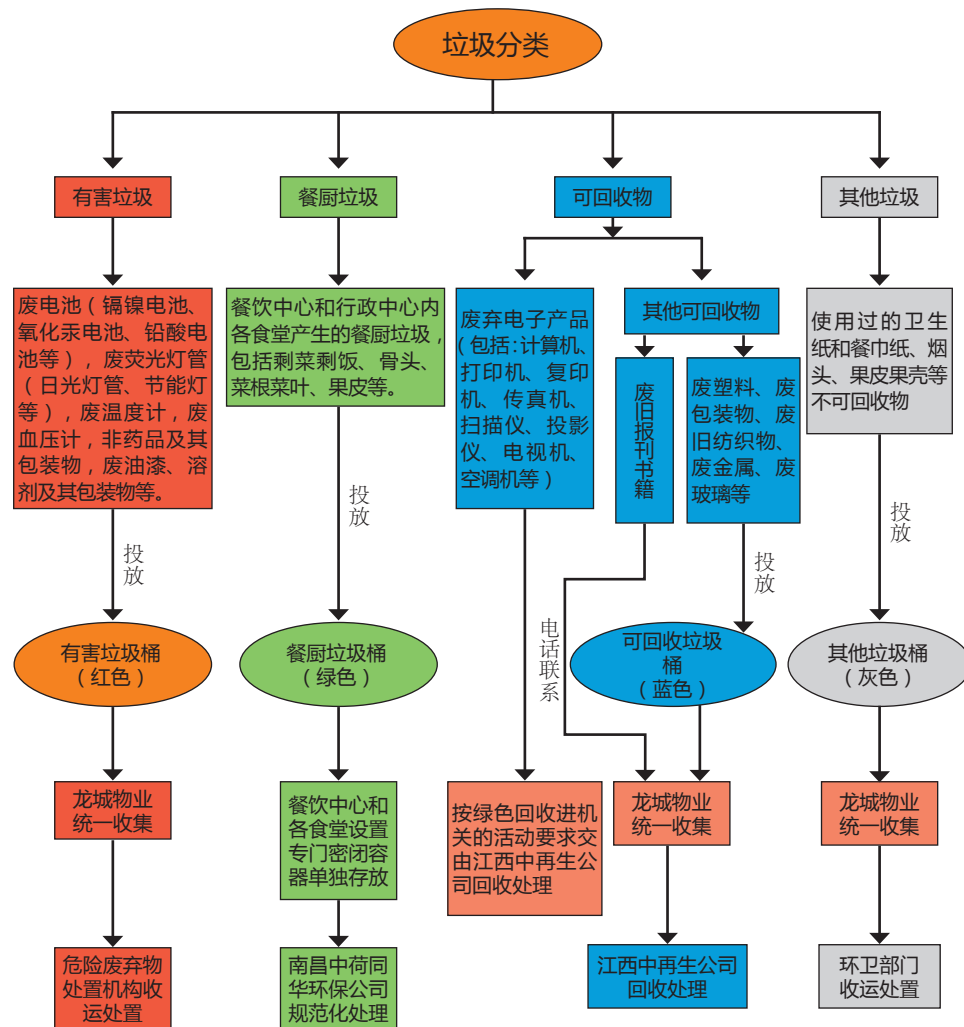 垃圾分类
有害垃圾
餐厨垃圾
可回收物
其他垃圾
废电池（镉镍电池、
氧化汞电池、铅酸电
池等），废荧光灯管
（日光灯管、节能灯
等），废温度计，废
血压计，非药品及其
包装物，废油漆、溶
剂及其包装物等。
餐饮中心和行政中心内
各食堂产生的餐厨垃圾，
包括剩菜剩饭、骨头、
菜根菜叶、果皮等。
废弃电子产品
（包括：计算机、
打印机、复印
机、传真机、
扫描仪、投影
仪、电视机、
空调机等）
其他可回收物
废旧报刊书籍
废塑料、废
包装物、废
旧纺织物、
废金属、废
玻璃等
使用过的卫生
纸和餐巾纸、烟
头、果皮果壳等
不可回收物
投放
投放
投放
投放
电话联系
有害垃圾桶
（红色）
餐厨垃圾桶
（绿色）
可回收垃圾
桶
（蓝色）
其他垃圾桶
（灰色）
龙城物业
统一收集
餐饮中心和
各食堂设置
专门密闭容
器单独存放
按绿色回收进机
关的活动要求交
由江西中再生公
司回收处理
龙城物业
统一收集
龙城物业
统一收集
危险废弃物
处置机构收
运处置
南昌中荷同
华环保公司
规范化处理
江西中再生公司
回收处理
环卫部门
收运处置